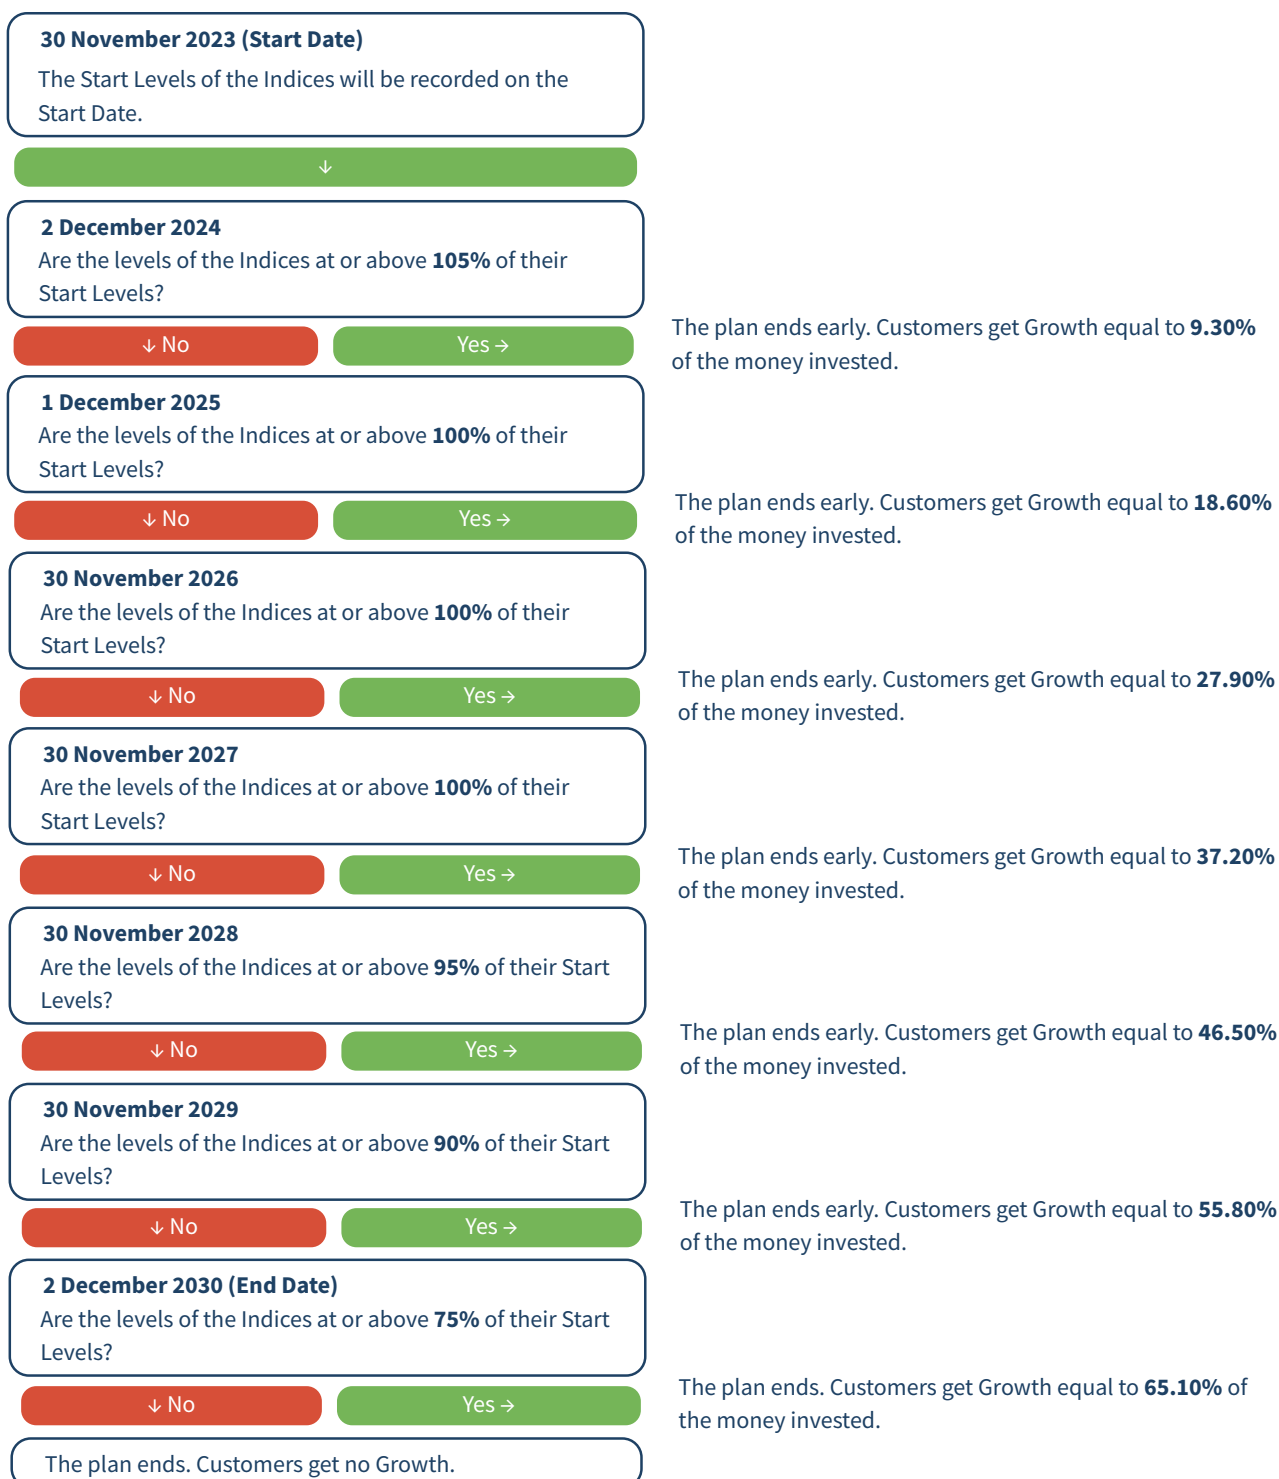 30 November 2023 (Start Date)
The Start Levels of the Indices will be recorded on the
Start Date.
↓
2 December 2024
Are the levels of the Indices at or above 105% of their
Start Levels?
↓ No
Yes →
The plan ends early. Customers get Growth equal to 9.30%
of the money invested.
1 December 2025
Are the levels of the Indices at or above 100% of their
Start Levels?
↓ No
Yes →
The plan ends early. Customers get Growth equal to 18.60%
of the money invested.
30 November 2026
Are the levels of the Indices at or above 100% of their
Start Levels?
↓ No
Yes →
The plan ends early. Customers get Growth equal to 27.90%
of the money invested.
30 November 2027
Are the levels of the Indices at or above 100% of their
Start Levels?
↓ No
Yes →
The plan ends early. Customers get Growth equal to 37.20%
of the money invested.
30 November 2028
Are the levels of the Indices at or above 95% of their Start
Levels?
↓ No
Yes →
The plan ends early. Customers get Growth equal to 46.50%
of the money invested.
30 November 2029
Are the levels of the Indices at or above 90% of their Start
Levels?
↓ No
Yes →
The plan ends early. Customers get Growth equal to 55.80%
of the money invested.
2 December 2030 (End Date)
Are the levels of the Indices at or above 75% of their Start
Levels?
↓ No
Yes →
The plan ends. Customers get Growth equal to 65.10% of
the money invested.
The plan ends. Customers get no Growth.